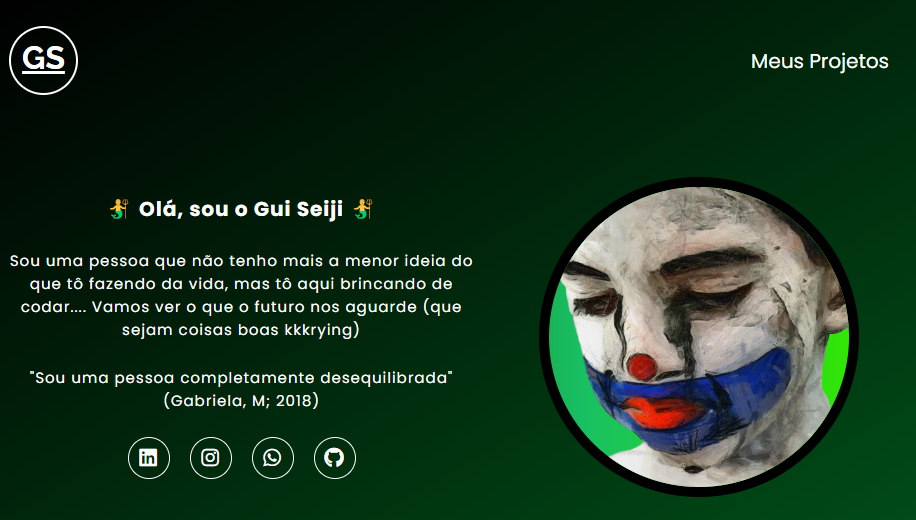 GS
Meus Projetos
🧜‍♂️ Olá, sou o Gui Seiji 🧜‍♂️
Sou uma pessoa que não tenho mais a menor ideia do
que tô fazendo da vida, mas tô aqui brincando de
codar.... Vamos ver o que o futuro nos aguarde (que
sejam coisas boas kkkrying)
"Sou uma pessoa completamente desequilibrada"
(Gabriela, M; 2018)
in